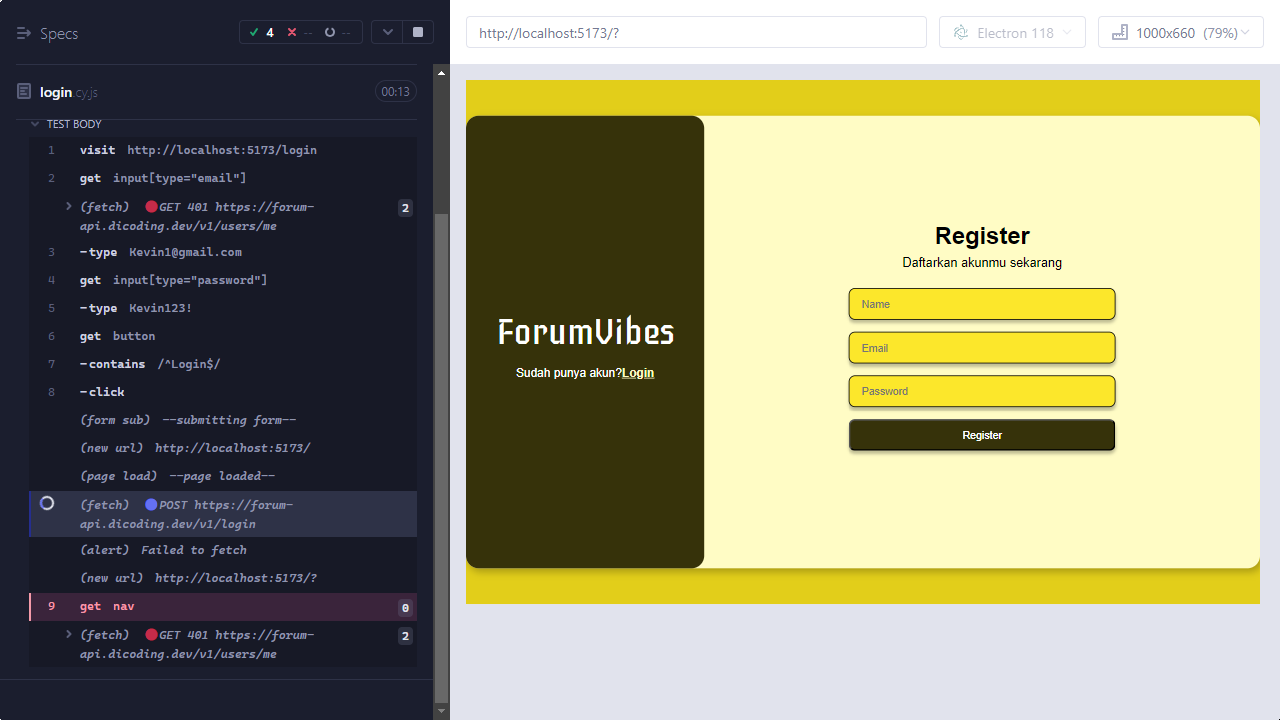 Specs
4
--
--
http://localhost:5173/?
Electron 118
1000x660 (79%)
login.cy.js
00:13
TEST BODY
1 visit http://localhost:5173/login
2 get input[type="email"]
(fetch) GET 401 https://forum-
api.dicoding.dev/v1/users/me
2
3 -type Kevin1@gmail.com
4 get input[type="password"]
5 -type Kevin123!
6 get button
7 -contains /^Login$/
8 -click
(form sub) --submitting form--
(new url) http://localhost:5173/
(page load) --page loaded--
(fetch) POST https://forum-
api.dicoding.dev/v1/login
(alert) Failed to fetch
(new url) http://localhost:5173/?
9 get nav 0
(fetch) GET 401 https://forum-
api.dicoding.dev/v1/users/me
2
ForumVibes
Sudah punya akun?Login
Register
Daftarkan akunmu sekarang
Name
Email
Password
Register